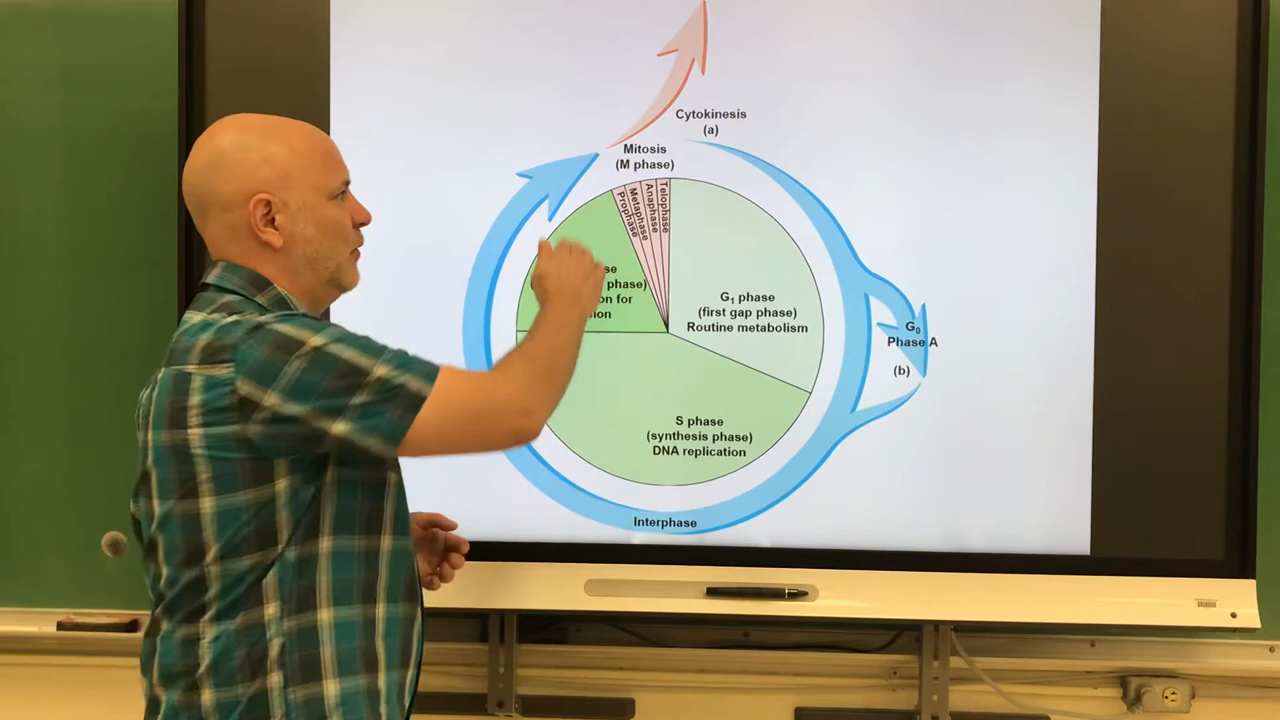 Cytokinesis
(a)
Mitosis
(M phase)
Prophase
Metaphase
Anaphase
Telophase
phase)
for
G₁ phase
(first gap phase)
Routine metabolism
G₀
Phase A
(b)
S phase
(synthesis phase)
DNA replication
Interphase